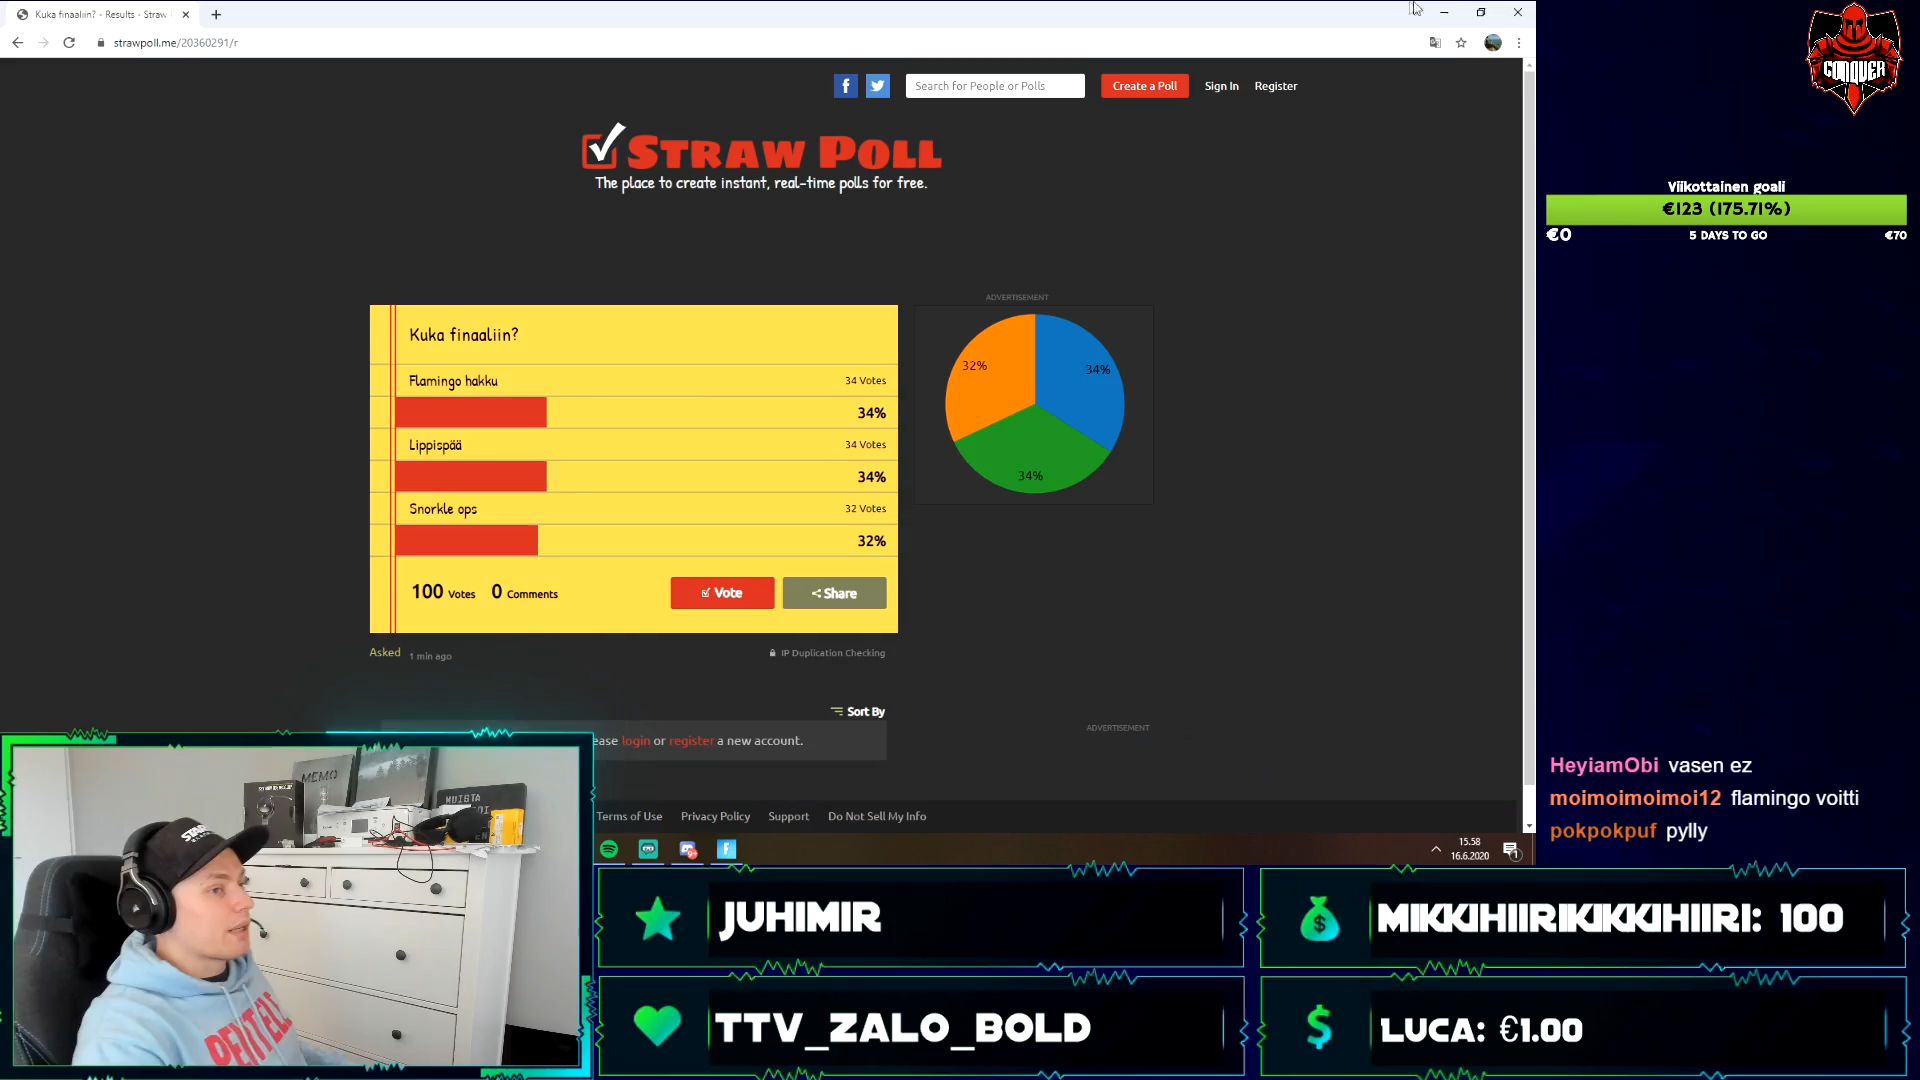 Kuka finaaliin? - Results - Straw
strawpoll.me/20360291/r
Search for People or Polls
Create a Poll
Sign In
Register
STRAW POLL
The place to create instant, real-time polls for free.
ADVERTISEMENT
Kuka finaaliin?
Flamingo hakku
34 Votes
34%
Lippispää
34 Votes
34%
Snorkle ops
32 Votes
32%
100 Votes
0 Comments
Vote
Share
32%
34%
34%
Asked
1 min ago
IP Duplication Checking
Sort By
ease login or register a new account.
ADVERTISEMENT
Terms of Use
Privacy Policy
Support
Do Not Sell My Info
15.58
16.6.2020
CONQUER
Viikottainen goali
€123 (175.71%)
€0
5 DAYS TO GO
€70
HeyiamObi vasen ez
moimoimoimoi12 flamingo voitti
pokpokpuf pylly
MEMO
MUISTA
JUHIMIR
MIKKIHIIRIKIKKIHIIRI: 100
TTV_ZALO_BOLD
LUCA: €1.00